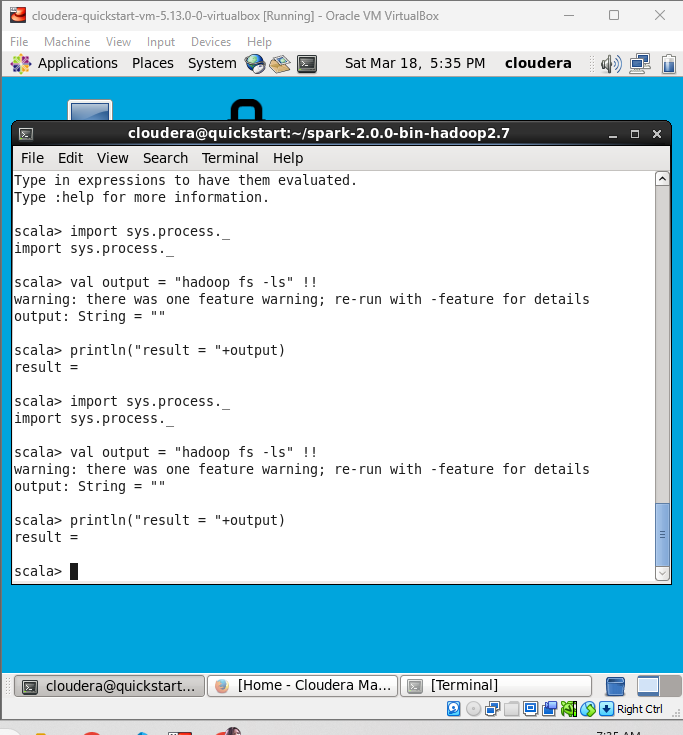 cloudera-quickstart-vm-5.13.0-0-virtualbox [Running] - Oracle VM VirtualBox
File Machine View Input Devices Help
Applications Places System Sat Mar 18, 5:35 PM cloudera
cloudera@quickstart:~/spark-2.0.0-bin-hadoop2.7
File Edit View Search Terminal Help
Type in expressions to have them evaluated.
Type :help for more information.
scala> import sys.process._
import sys.process._
scala> val output = "hadoop fs -ls" !!
warning: there was one feature warning; re-run with -feature for details
output: String = ""
scala> println("result = "+output)
result =
scala> import sys.process._
import sys.process._
scala> val output = "hadoop fs -ls" !!
warning: there was one feature warning; re-run with -feature for details
output: String = ""
scala> println("result = "+output)
result =
scala>
cloudera@quickstart... [Home - Cloudera Ma... [Terminal]
Right Ctrl